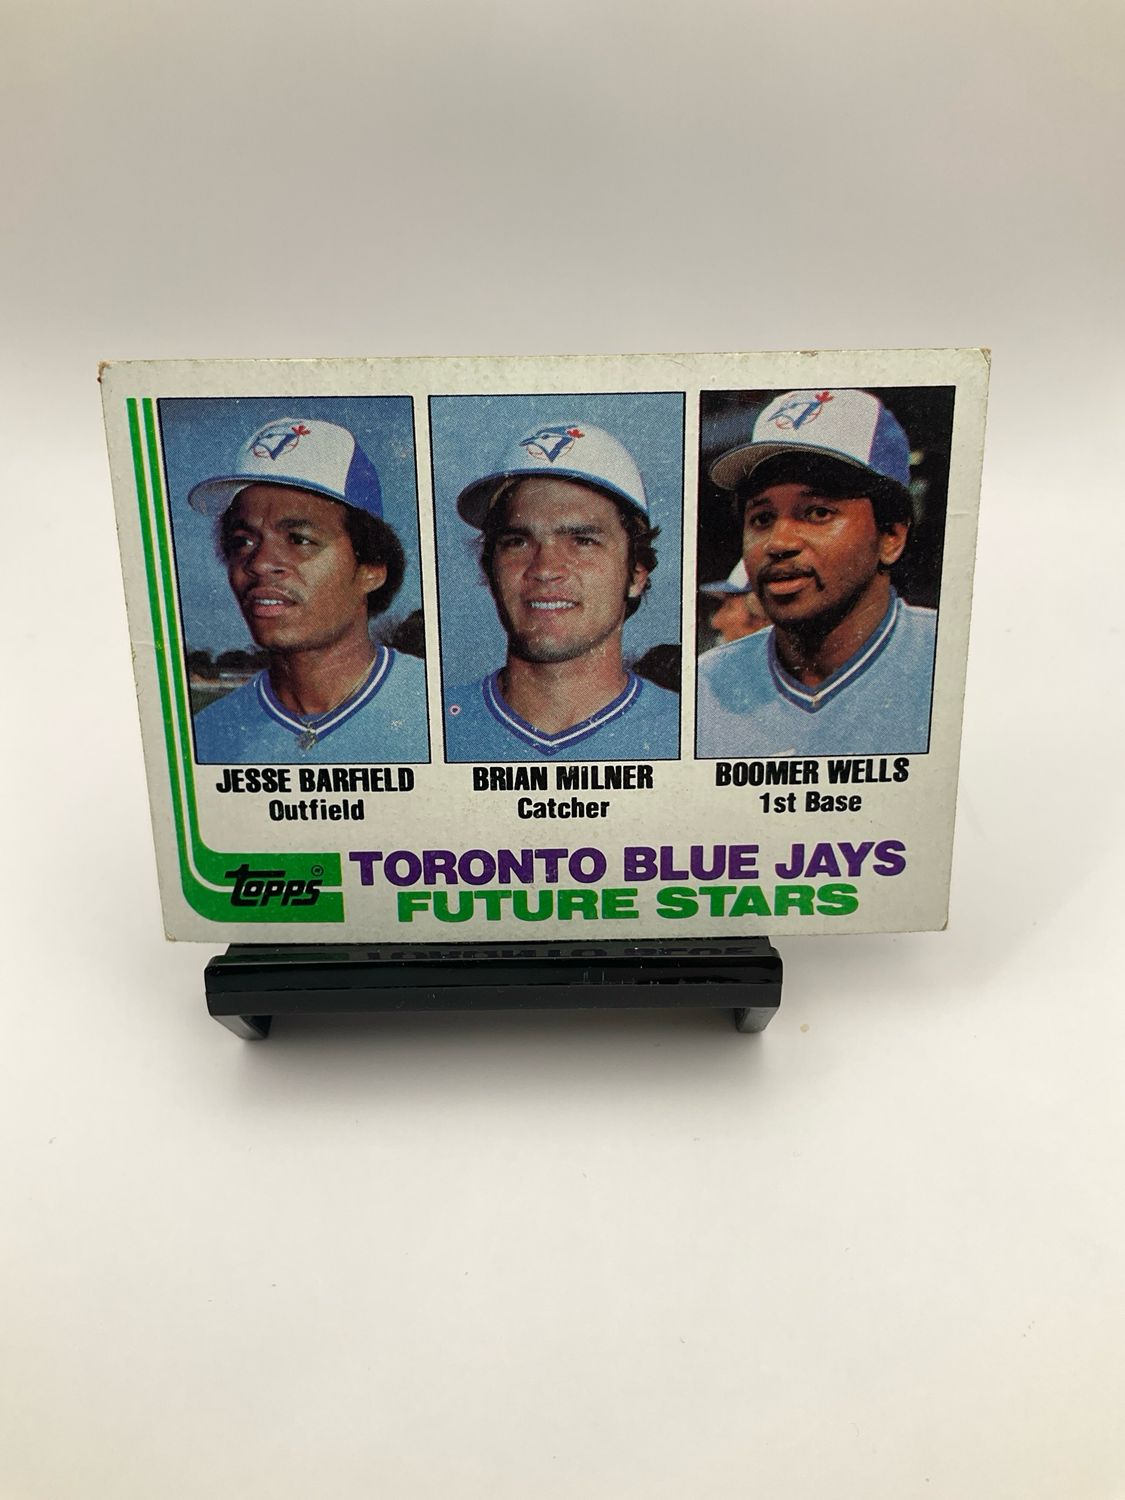 JESSE BARFIELD
Outfield
BRIAN MILNER
Catcher
BOOMER WELLS
1st Base
topps®
TORONTO BLUE JAYS
FUTURE STARS